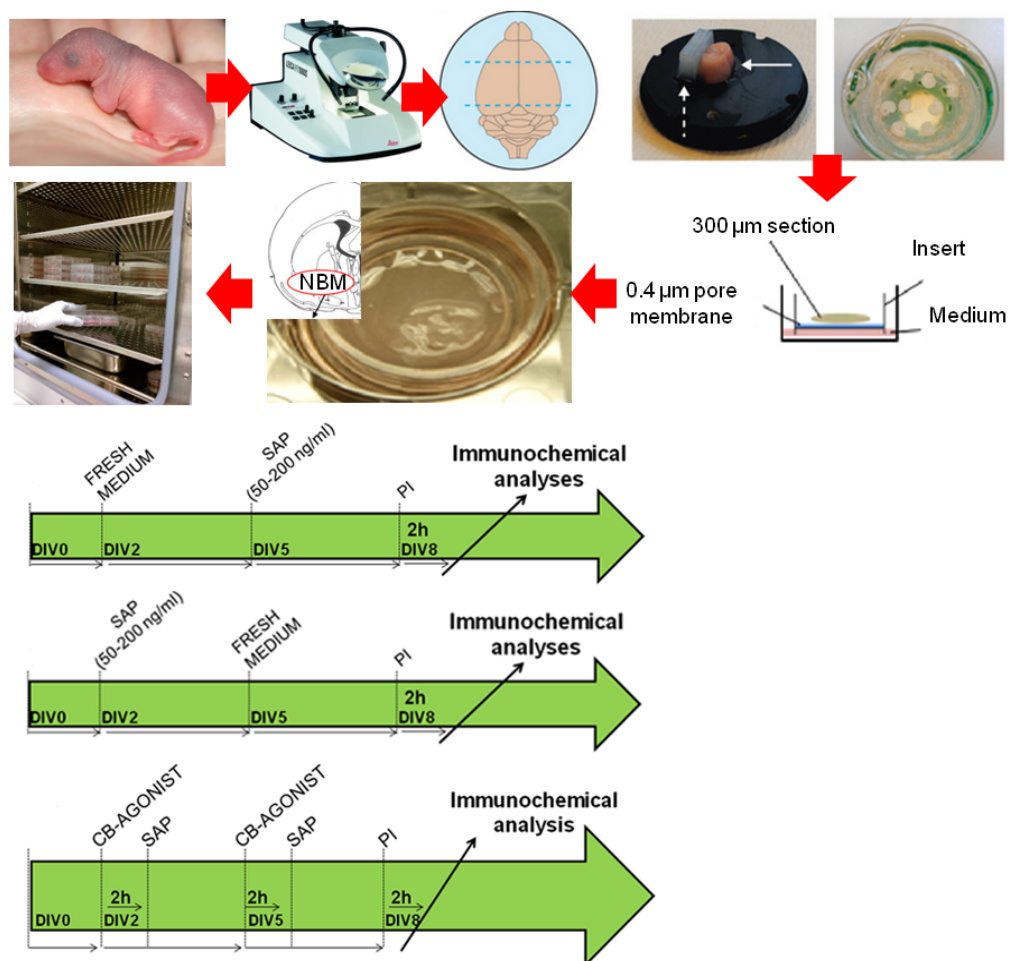 300 µm section
Insert
0.4 µm pore
membrane
Medium
NBM
FRESH
MEDIUM
SAP
(50-200 ng/ml)
PI
Immunochemical
analyses
2h
DIV0
DIV2
DIV5
DIV8
SAP
(50-200 ng/ml)
FRESH
MEDIUM
PI
Immunochemical
analyses
2h
DIV0
DIV2
DIV5
DIV8
CB-AGONIST
SAP
CB-AGONIST
SAP
PI
Immunochemical
analysis
2h
2h
2h
DIV0
DIV2
DIV5
DIV8